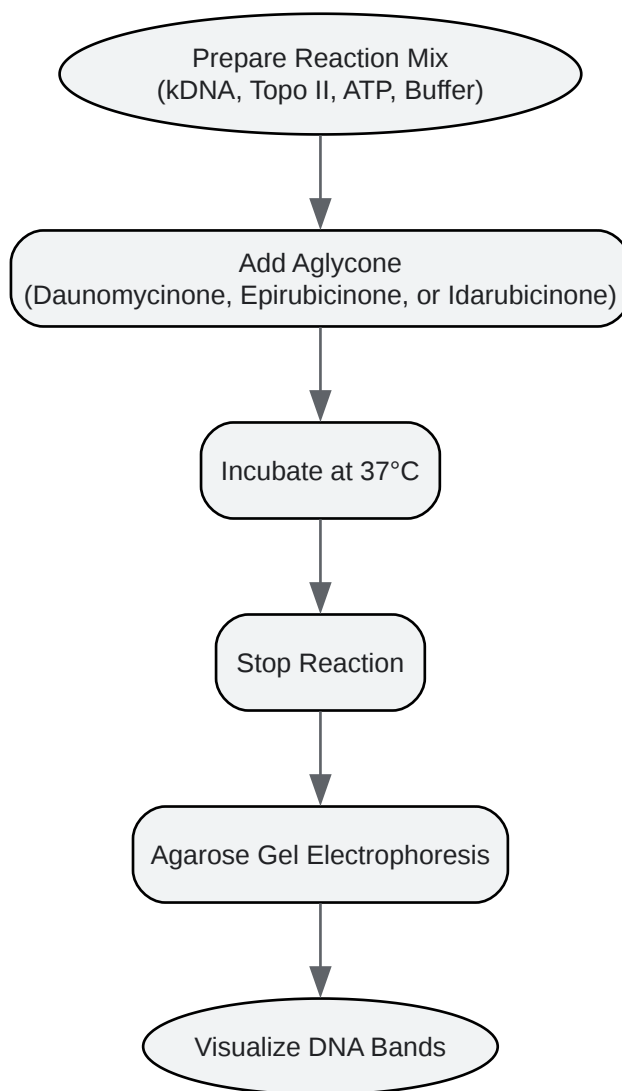 Prepare Reaction Mix
(kDNA, Topo II, ATP, Buffer)
Add Aglycone
(Daunomycinone, Epirubicinone, or Idarubicinone)
Incubate at 37°C
Stop Reaction
Agarose Gel Electrophoresis
Visualize DNA Bands